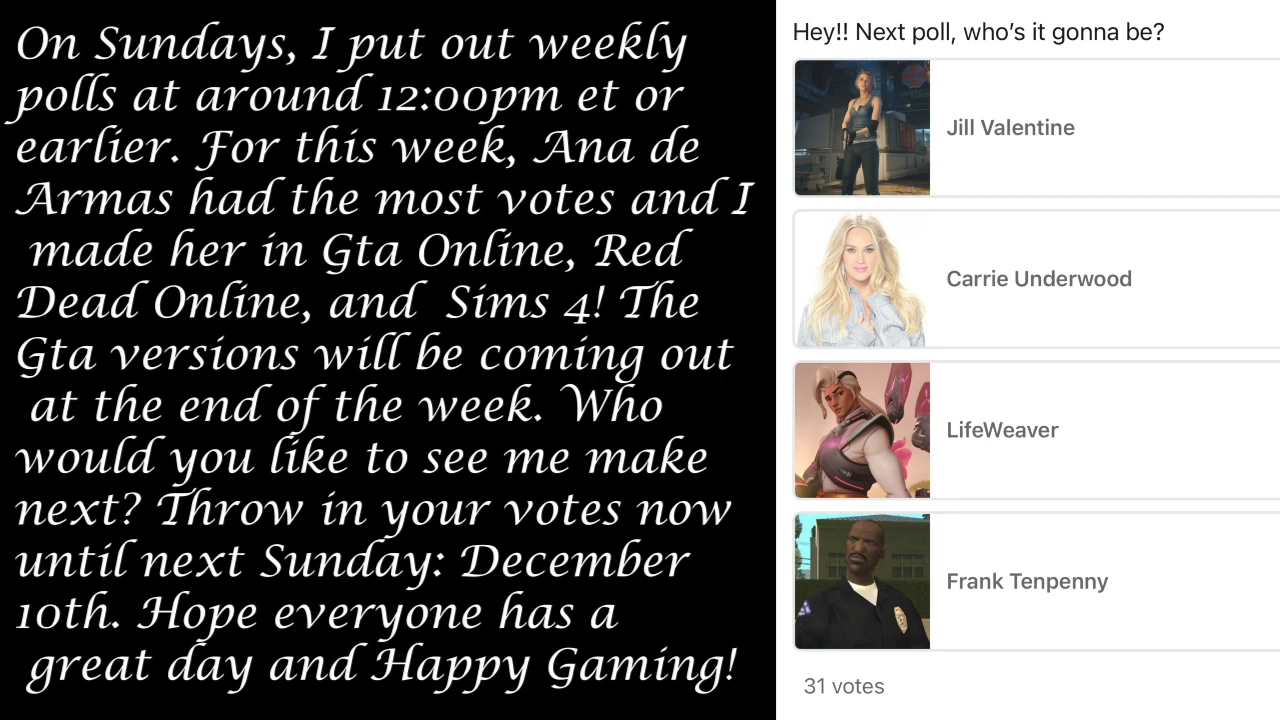 On Sundays, I put out weekly
polls at around 12:00pm et or
earlier. For this week, Ana de
Armas had the most votes and I
made her in Gta Online, Red
Dead Online, and Sims 4! The
Gta versions will be coming out
at the end of the week. Who
would you like to see me make
next? Throw in your votes now
until next Sunday: December
10th. Hope everyone has a
great day and Happy Gaming!
Hey!! Next poll, who’s it gonna be?
Jill Valentine
Carrie Underwood
LifeWeaver
Frank Tenpenny
31 votes